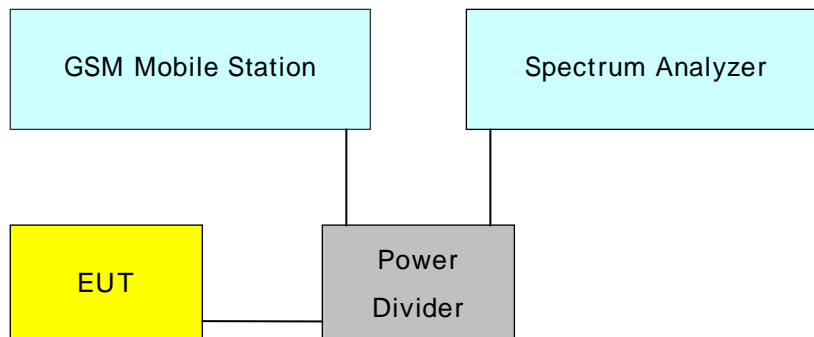 GSM Mobile Station
Spectrum Analyzer
EUT
Power
Divider